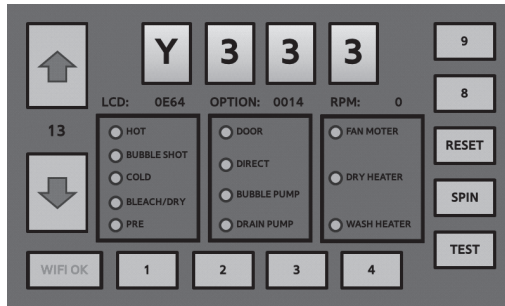 Y 3 3 3
9
LCD: 0E64 OPTION: 0014 RPM: 0
8
13
HOT
BUBBLE SHOT
COLD
BLEACH/DRY
PRE
DOOR
DIRECT
BUBBLE PUMP
DRAIN PUMP
FAN MOTER
DRY HEATER
WASH HEATER
RESET
SPIN
TEST
WIFI OK
1
2
3
4